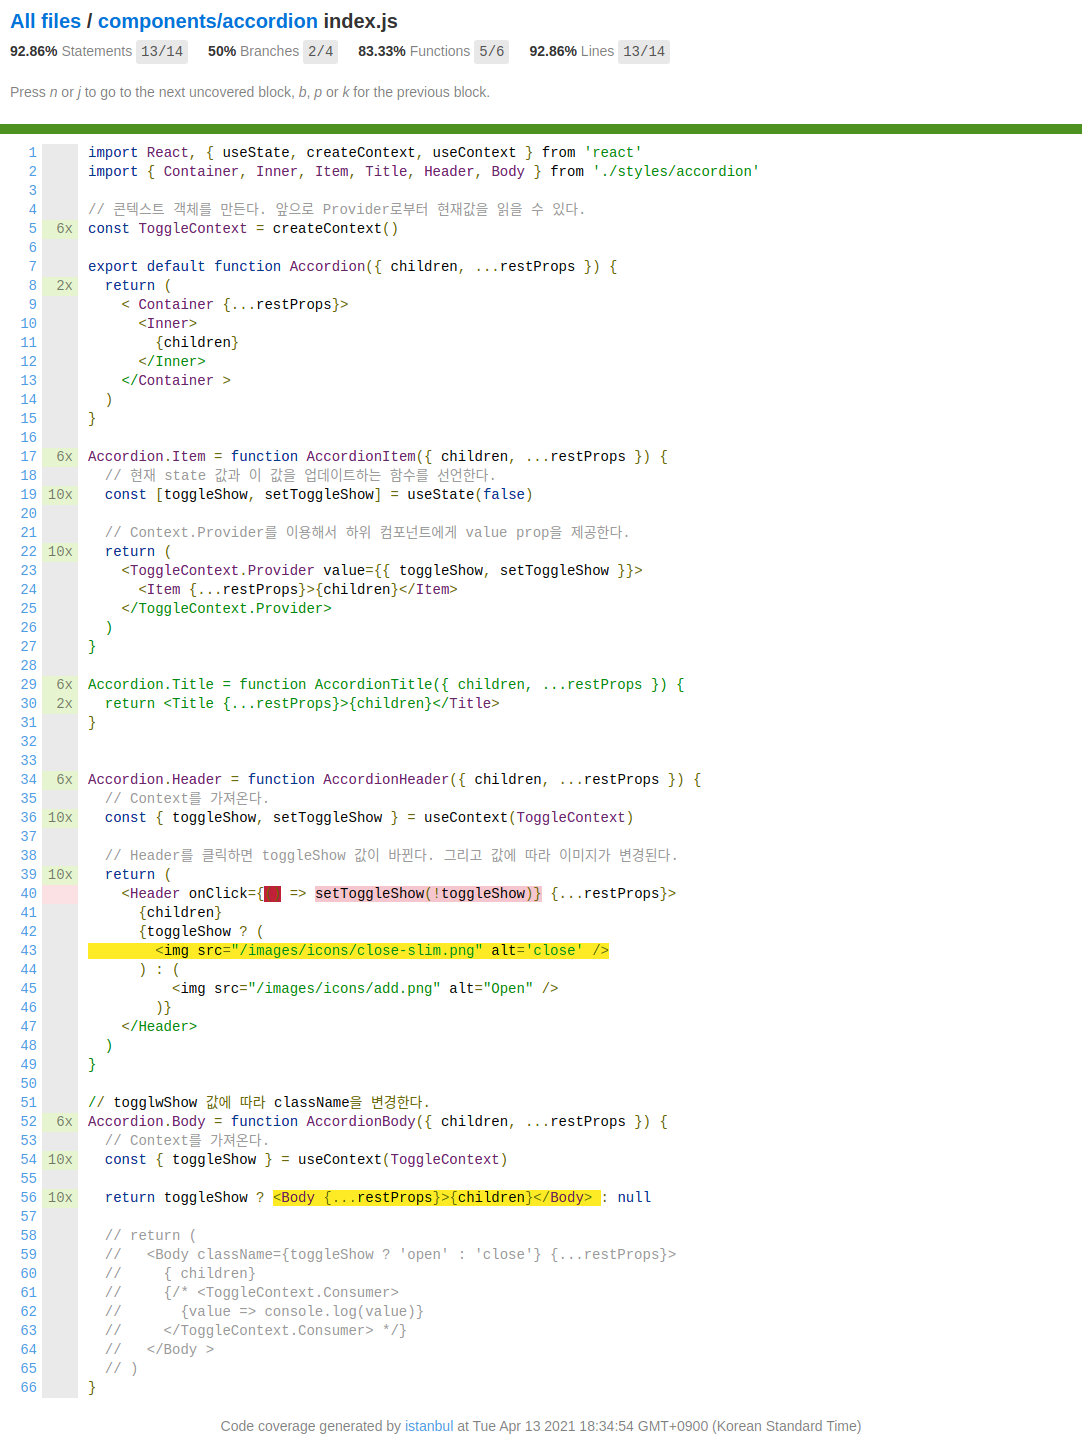 All files / components/accordion index.js
92.86% Statements 13/14 50% Branches 2/4 83.33% Functions 5/6 92.86% Lines 13/14
Press n or j to go to the next uncovered block, b, p or k for the previous block.
1 import React, { useState, createContext, useContext } from 'react'
2 import { Container, Inner, Item, Title, Header, Body } from './styles/accordion'
3
4 // 콘텍스트 객체를 만든다. 앞으로 Provider로부터 현재값을 읽을 수 있다.
5 6x const ToggleContext = createContext()
6
7 export default function Accordion({ children, ...restProps }) {
8 2x   return (
9     < Container {...restProps}>
10       <Inner>
11         {children}
12       </Inner>
13     </Container >
14   )
15 }
16
17 6x Accordion.Item = function AccordionItem({ children, ...restProps }) {
18   // 현재 state 값과 이 값을 업데이트하는 함수를 선언한다.
19 10x   const [toggleShow, setToggleShow] = useState(false)
20
21   // Context.Provider를 이용해서 하위 컴포넌트에게 value prop을 제공한다.
22 10x   return (
23     <ToggleContext.Provider value={{ toggleShow, setToggleShow }}>
24       <Item {...restProps}>{children}</Item>
25     </ToggleContext.Provider>
26   )
27 }
28
29 6x Accordion.Title = function AccordionTitle({ children, ...restProps }) {
30 2x   return <Title {...restProps}>{children}</Title>
31 }
32
33
34 6x Accordion.Header = function AccordionHeader({ children, ...restProps }) {
35   // Context를 가져온다.
36 10x   const { toggleShow, setToggleShow } = useContext(ToggleContext)
37
38   // Header를 클릭하면 toggleShow 값이 바뀐다. 그리고 값에 따라 이미지가 변경된다.
39 10x   return (
40     <Header onClick={() => setToggleShow(!toggleShow)} {...restProps}>
41       {children}
42       {toggleShow ? (
43         <img src="/images/icons/close-slim.png" alt='close' />
44       ) : (
45           <img src="/images/icons/add.png" alt="Open" />
46         )}
47     </Header>
48   )
49 }
50
51 // togglwShow 값에 따라 className을 변경한다.
52 6x Accordion.Body = function AccordionBody({ children, ...restProps }) {
53   // Context를 가져온다.
54 10x   const { toggleShow } = useContext(ToggleContext)
55
56 10x   return toggleShow ? <Body {...restProps}>{children}</Body> : null
57
58   // return (
59   //   <Body className={toggleShow ? 'open' : 'close'} {...restProps}>
60   //     { children}
61   //     {/* <ToggleContext.Consumer>
62   //       {value => console.log(value)}
63   //     </ToggleContext.Consumer> */}
64   //   </Body >
65   // )
66 }
Code coverage generated by istanbul at Tue Apr 13 2021 18:34:54 GMT+0900 (Korean Standard Time)